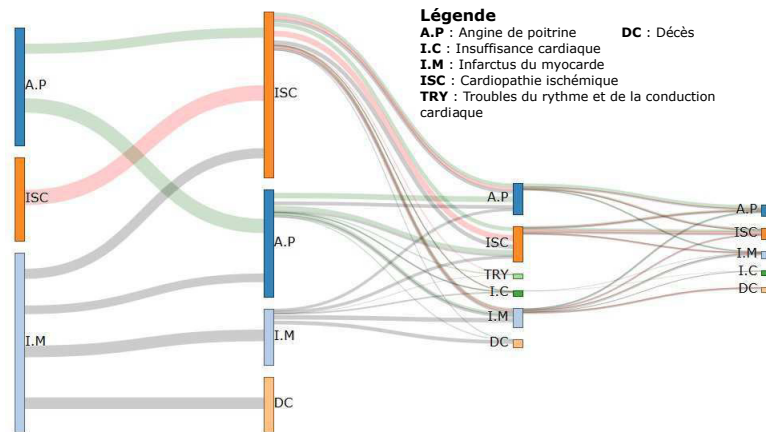 Légende
A.P : Angine de poitrine DC : Décès
I.C : Insuffisance cardiaque
I.M : Infarctus du myocarde
ISC : Cardiopathie ischémique
TRY : Troubles du rythme et de la conduction
cardiaque
A.P
ISC
I.M
ISC
A.P
I.M
DC
A.P
ISC
TRY
I.C
I.M
DC
A.P
ISC
I.M
I.C
DC